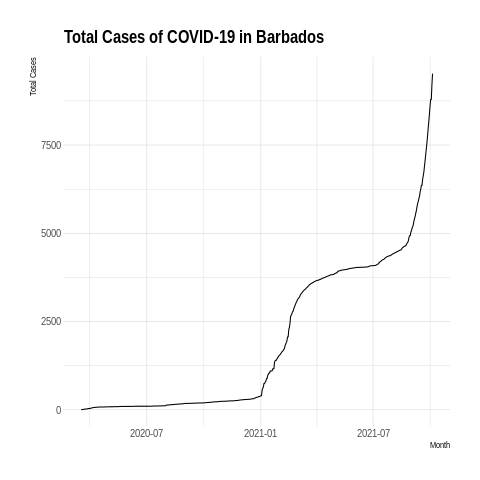 Total Cases of COVID-19 in Barbados
Total Cases
7500
5000
2500
0
2020-07
2021-01
2021-07
Month